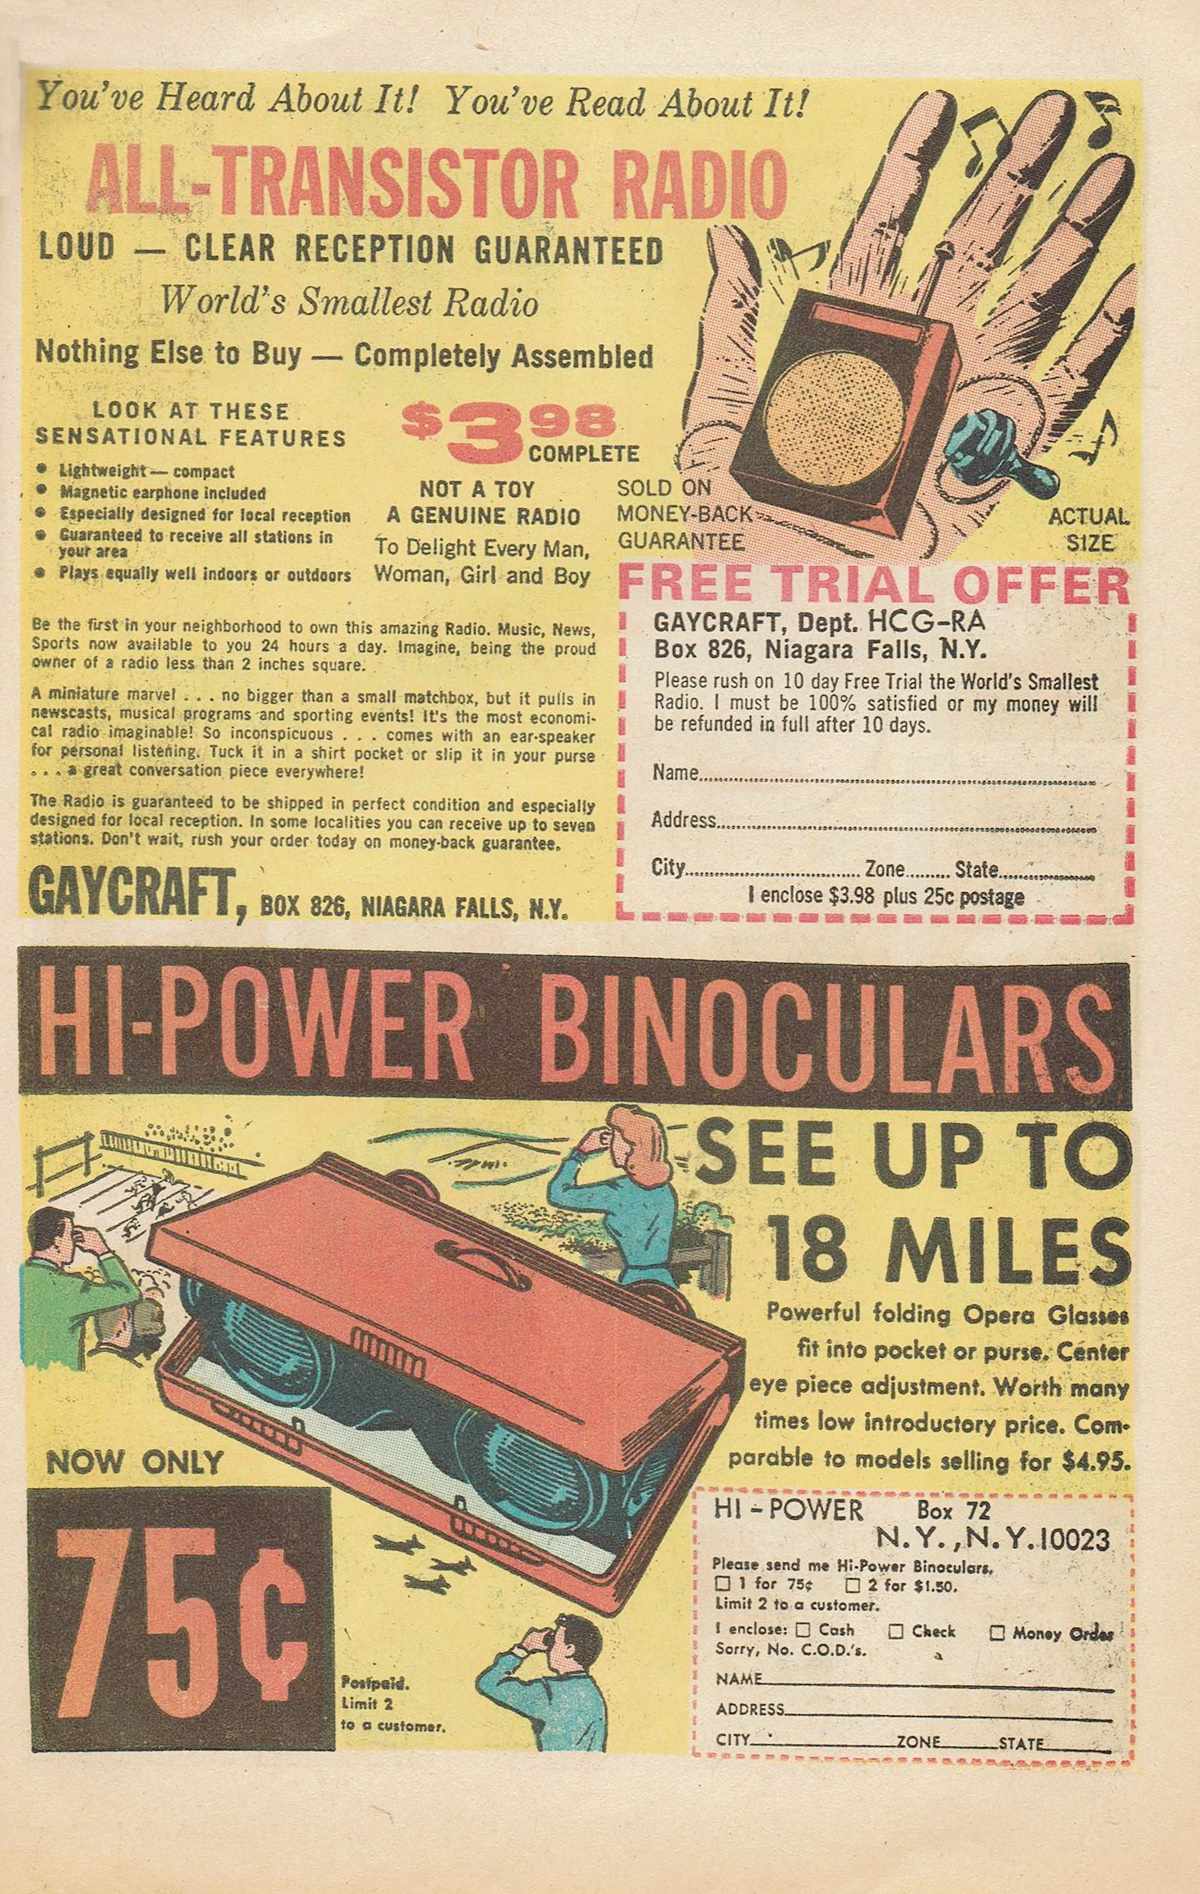 You've Heard About It! You've Read About It!
ALL-TRANSISTOR RADIO
LOUD — CLEAR RECEPTION GUARANTEED
World's Smallest Radio
Nothing Else to Buy — Completely Assembled
LOOK AT THESE
SENSATIONAL FEATURES
● Lightweight — compact
● Magnetic earphone included
● Especially designed for local reception
● Guaranteed to receive all stations in
your area
● Plays equally well indoors or outdoors
$3 98
COMPLETE
NOT A TOY
A GENUINE RADIO
To Delight Every Man,
Woman, Girl and Boy
SOLD ON
MONEY-BACK
GUARANTEE
ACTUAL
SIZE
Be the first in your neighborhood to own this amazing Radio. Music, News,
Sports now available to you 24 hours a day. Imagine, being the proud
owner of a radio less than 2 inches square.
A miniature marvel . . . no bigger than a small matchbox, but it pulls in
newscasts, musical programs and sporting events! It's the most economi-
cal radio imaginable! So inconspicuous . . . comes with an ear-speaker
for personal listening. Tuck it in a shirt pocket or slip it in your purse
. . . a great conversation piece everywhere!
The Radio is guaranteed to be shipped in perfect condition and especially
designed for local reception. In some localities you can receive up to seven
stations. Don't wait, rush your order today on money-back guarantee.
GAYCRAFT, BOX 826, NIAGARA FALLS, N.Y.
FREE TRIAL OFFER
GAYCRAFT, Dept. HCG-RA
Box 826, Niagara Falls, N.Y.
Please rush on 10 day Free Trial the World's Smallest
Radio. I must be 100% satisfied or my money will
be refunded in full after 10 days.
Name
Address
City Zone State
I enclose $3.98 plus 25c postage
HI-POWER BINOCULARS
SEE UP TO
18 MILES
Powerful folding Opera Glasses
fit into pocket or purse. Center
eye piece adjustment. Worth many
times low introductory price. Com-
parable to models selling for $4.95.
NOW ONLY
75¢
Postpaid.
Limit 2
to a customer.
HI-POWER Box 72
N.Y., N.Y. 10023
Please send me Hi-Power Binoculars.
□ 1 for 75¢ □ 2 for $1.50.
Limit 2 to a customer.
I enclose: □ Cash □ Check □ Money Order
Sorry, No. C.O.D.'s.
NAME
ADDRESS
CITY ZONE STATE